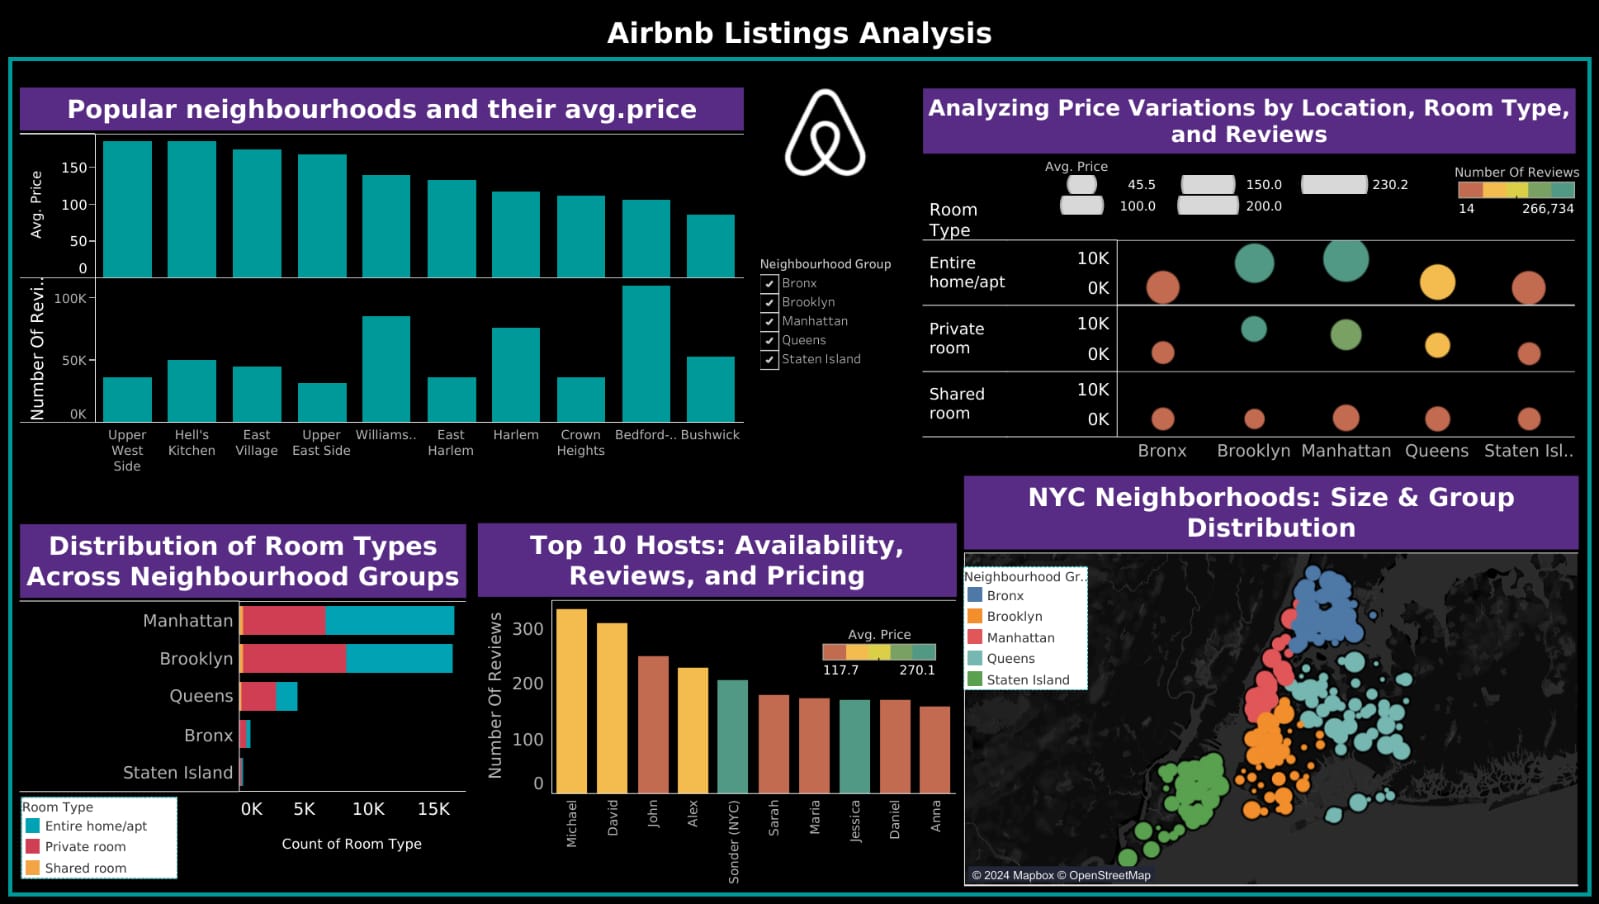 Airbnb Listings Analysis
Popular neighbourhoods and their avg.price
Avg. Price
150
100
50
0
Number Of Revi..
100K
50K
0K
Upper West Side
Hell's Kitchen
East Village
Upper East Side
Williams..
East Harlem
Harlem
Crown Heights
Bedford-..
Bushwick
Neighbourhood Group
Bronx
Brooklyn
Manhattan
Queens
Staten Island
Analyzing Price Variations by Location, Room Type,
and Reviews
Avg. Price
45.5
150.0
230.2
100.0
200.0
Number Of Reviews
14
266,734
Room
Type
Entire
home/apt
10K
0K
Private
room
10K
0K
Shared
room
10K
0K
Bronx
Brooklyn
Manhattan
Queens
Staten Isl..
Distribution of Room Types
Across Neighbourhood Groups
Manhattan
Brooklyn
Queens
Bronx
Staten Island
0K
5K
10K
15K
Count of Room Type
Room Type
Entire home/apt
Private room
Shared room
Top 10 Hosts: Availability,
Reviews, and Pricing
Number Of Reviews
300
200
100
0
Avg. Price
117.7
270.1
Michael
David
John
Alex
Sonder (NYC)
Sarah
Maria
Jessica
Daniel
Anna
NYC Neighborhoods: Size & Group
Distribution
Neighbourhood Gr..
Bronx
Brooklyn
Manhattan
Queens
Staten Island
© 2024 Mapbox © OpenStreetMap